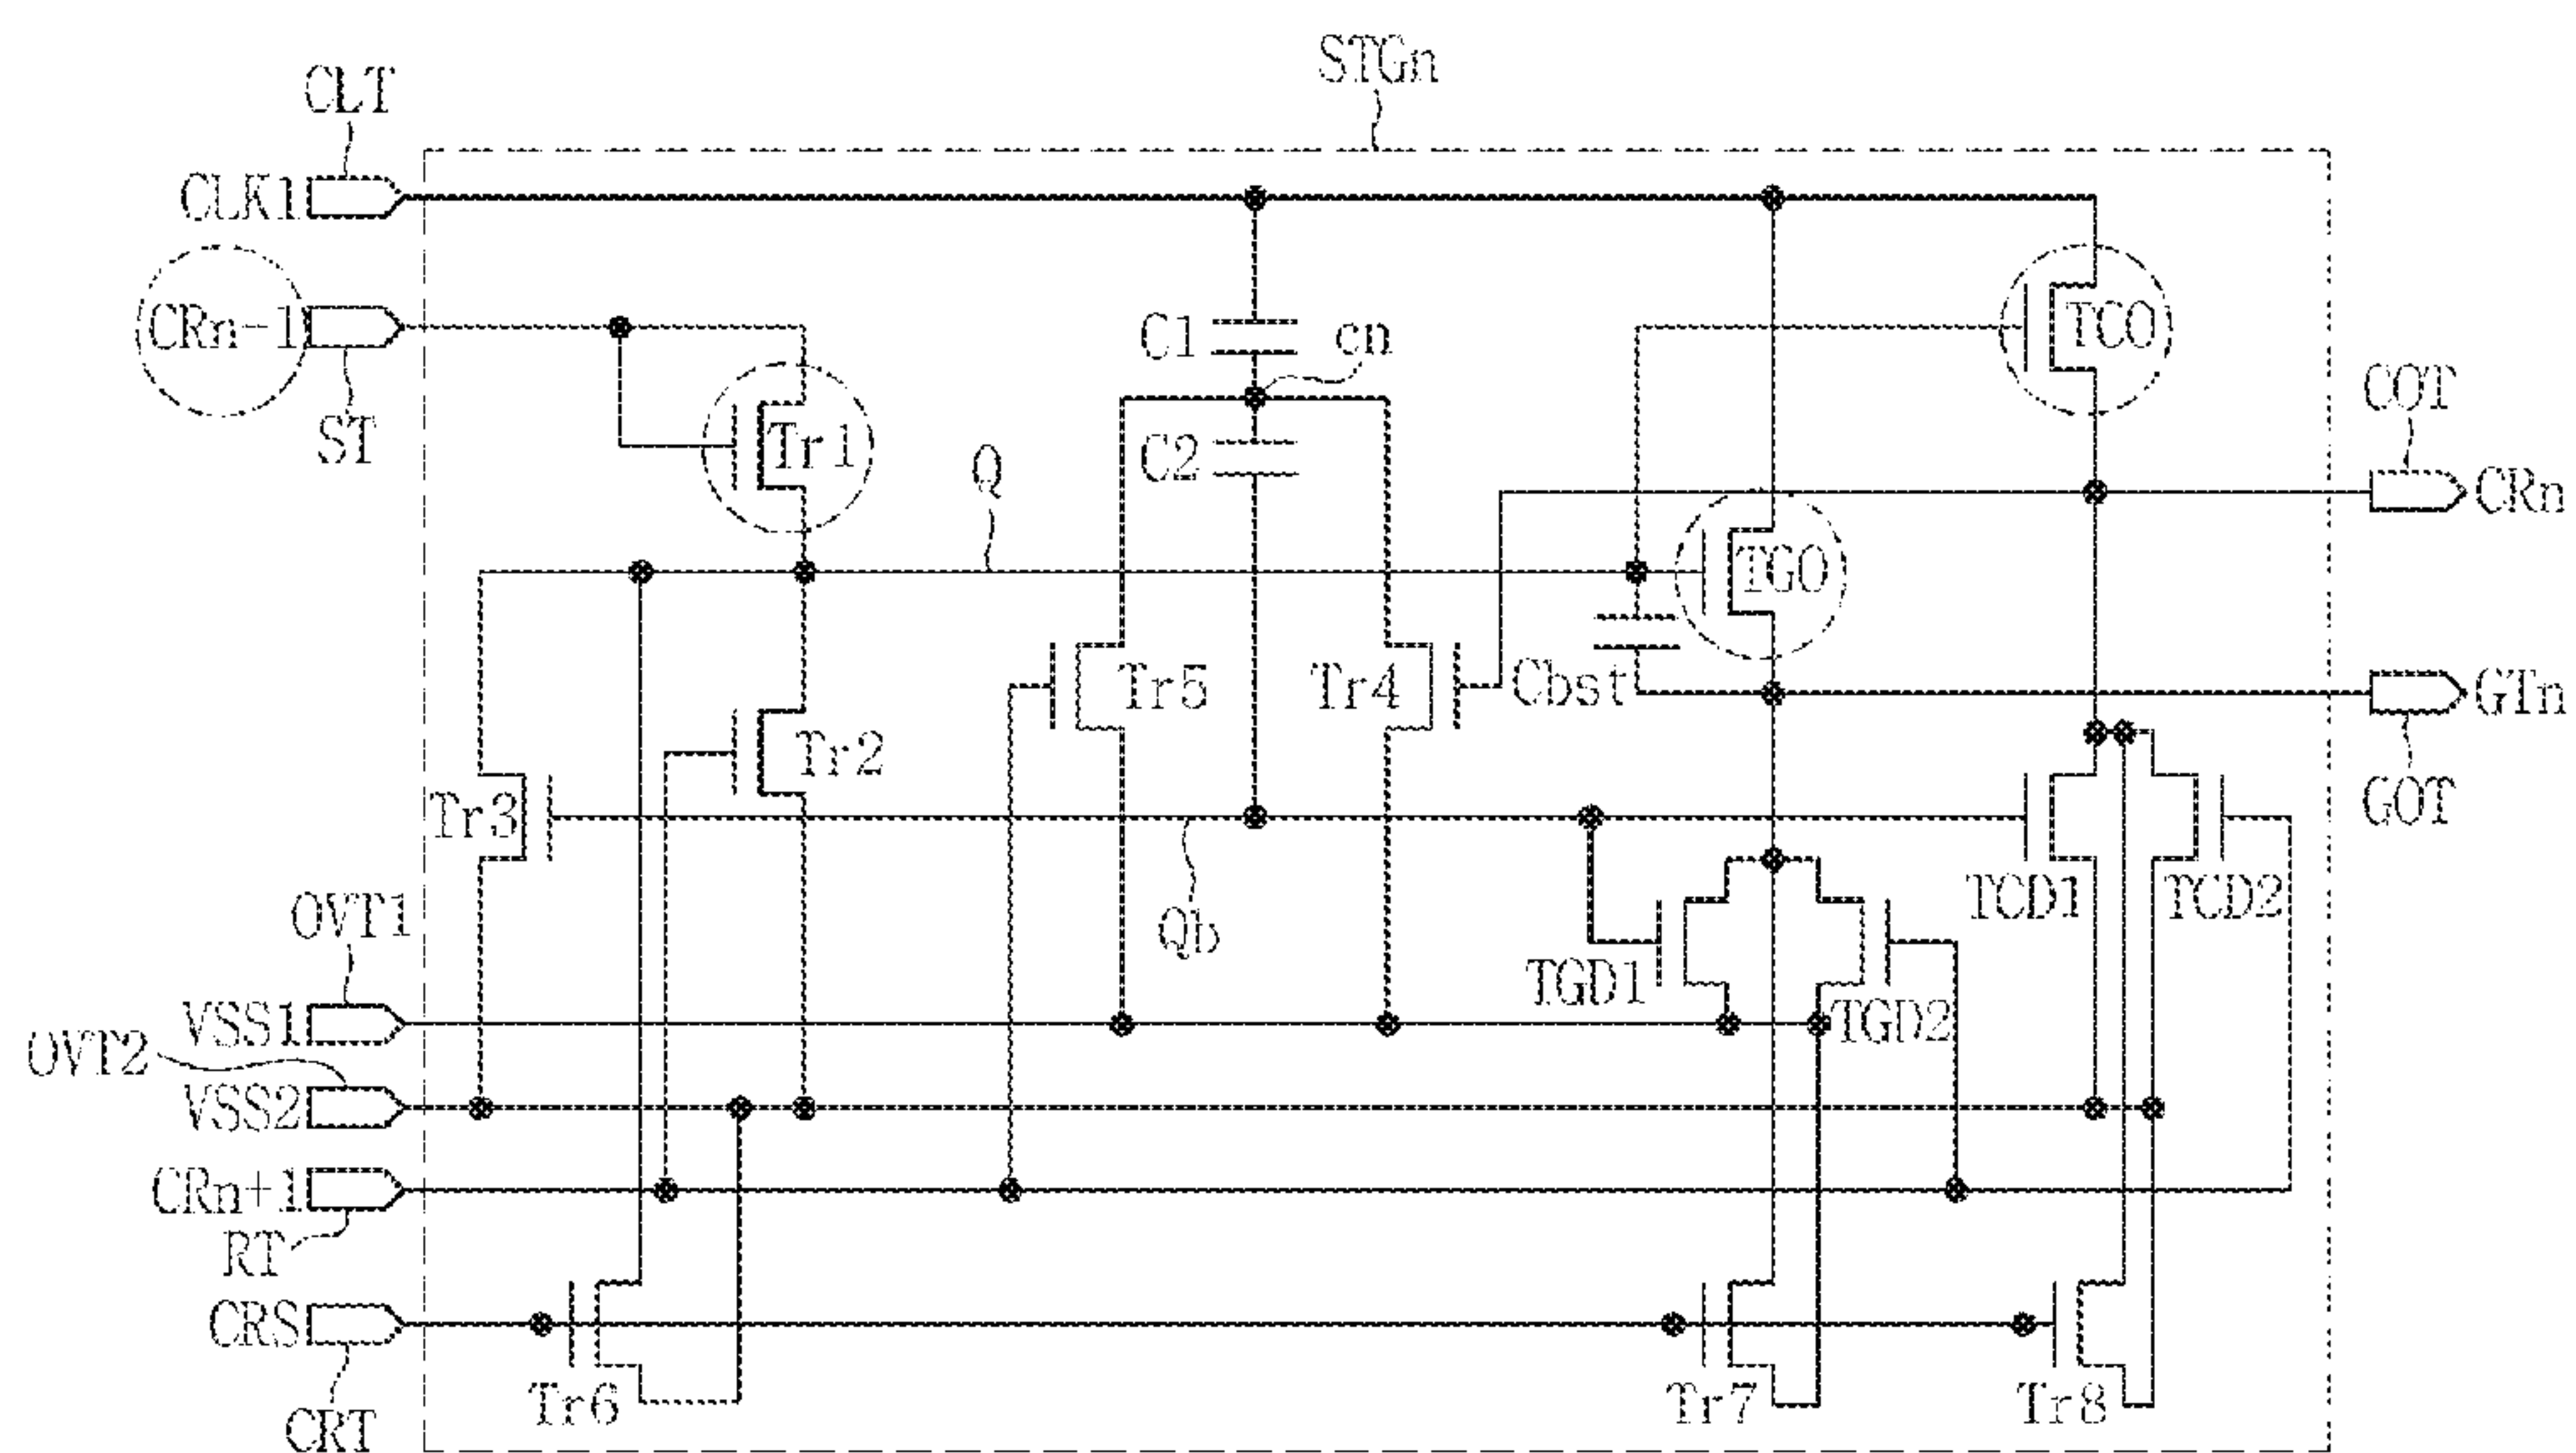 STGn
CLT
CLK1
CRn-1
TCO
C1
cn
COT
ST
Tr1
C2
Q
CRn
TGO
Tr5
Tr4
Cbst
GTn
Tr2
Tr3
GOT
TCD1
TCD2
OVT1
Qb
TGD1
VSS1
TGD2
OVT2
VSS2
CRn+1
RT
CRS
Tr6
Tr7
Tr8
CRT